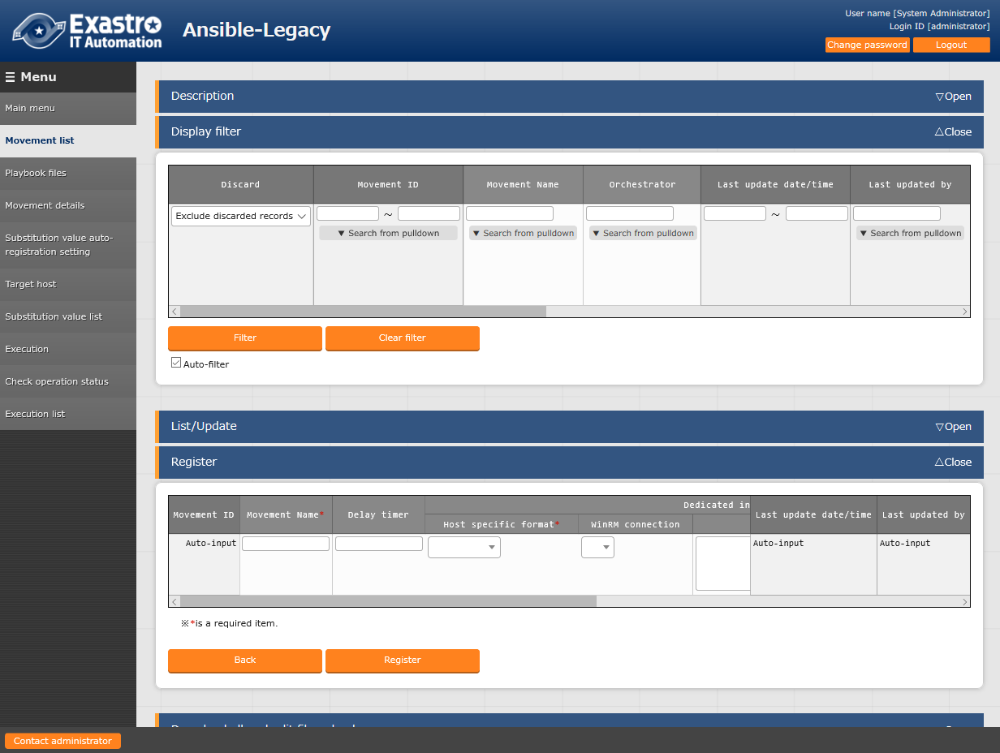 Exastro
IT Automation
Ansible-Legacy
User name [System Administrator]
Login ID [administrator]
Change password
Logout
☰ Menu
Main menu
Movement list
Playbook files
Movement details
Substitution value auto-
registration setting
Target host
Substitution value list
Execution
Check operation status
Execution list
Description
▽Open
Display filter
△Close
Discard
Movement ID
Movement Name
Orchestrator
Last update date/time
Last updated by
Exclude discarded records
~
~
▼ Search from pulldown
▼ Search from pulldown
▼ Search from pulldown
▼ Search from pulldown
Filter
Clear filter
Auto-filter
List/Update
▽Open
Register
△Close
Movement ID
Movement Name*
Delay timer
Dedicated in
Host specific format*
WinRM connection
Last update date/time
Last updated by
Auto-input
Auto-input
Auto-input
※*is a required item.
Back
Register
Contact administrator